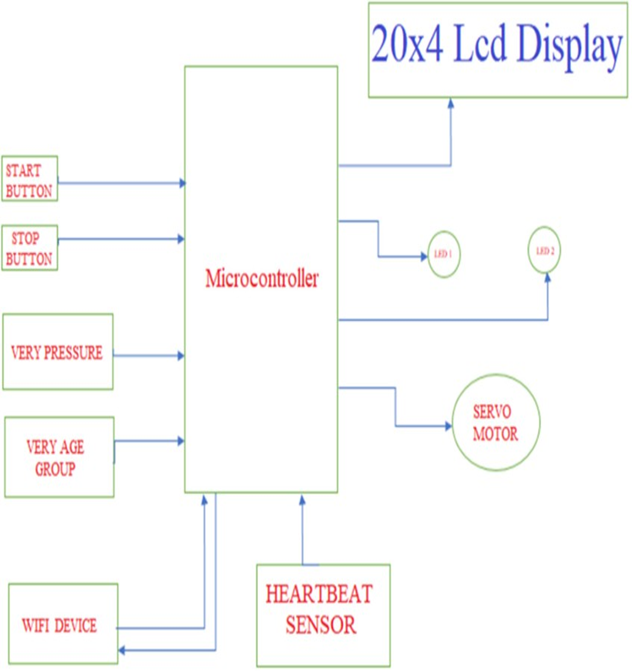 20x4 Lcd Display
START
BUTTON
STOP
BUTTON
Microcontroller
LED 1
LED 2
VERY PRESSURE
VERY AGE
GROUP
SERVO
MOTOR
WIFI DEVICE
HEARTBEAT
SENSOR